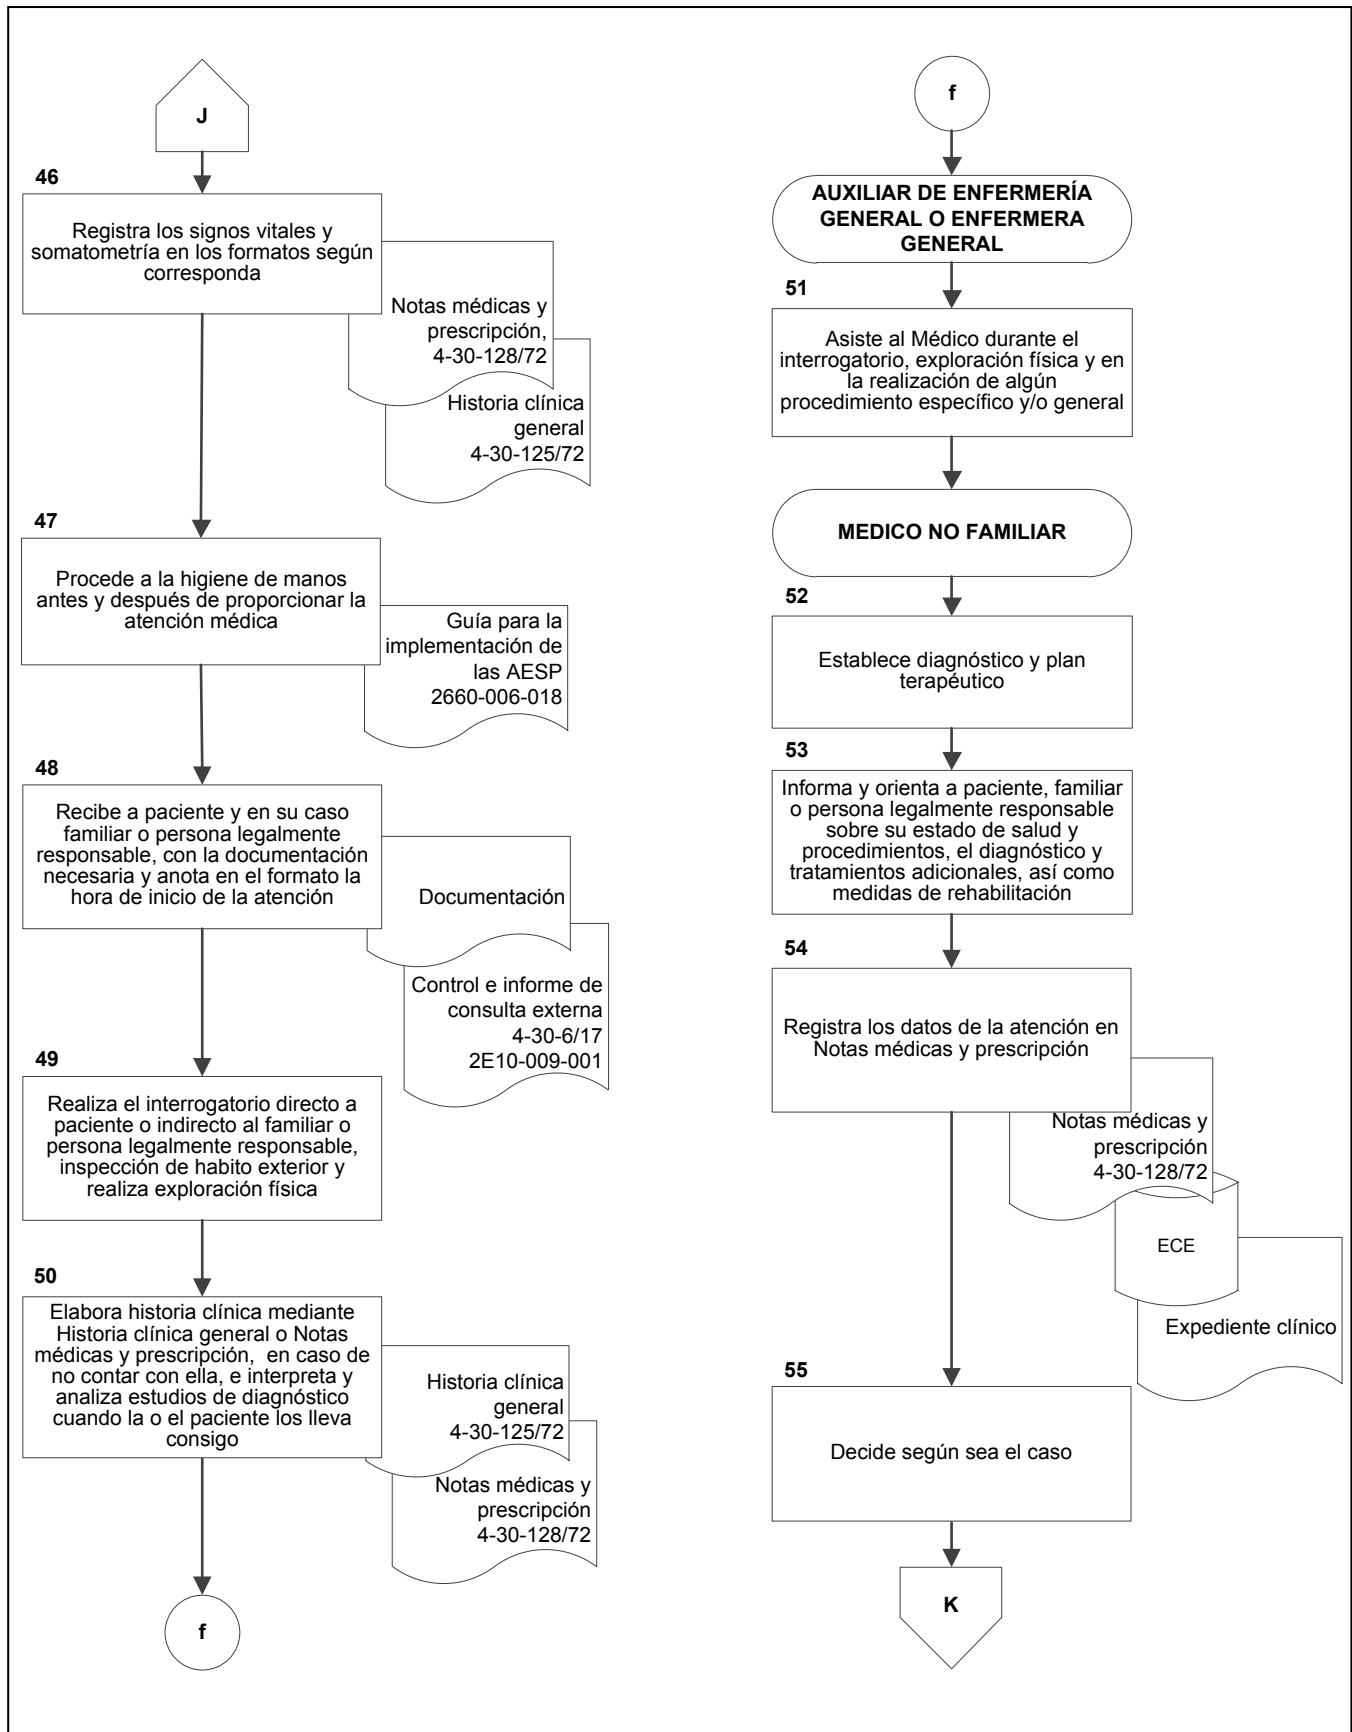 J
46
Registra los signos vitales y
somatometría en los formatos según
corresponda
Notas médicas y
prescripción,
4-30-128/72
Historia clínica
general
4-30-125/72
47
Procede a la higiene de manos
antes y después de proporcionar la
atención médica
Guía para la
implementación de
las AESP
2660-006-018
48
Recibe a paciente y en su caso
familiar o persona legalmente
responsable, con la documentación
necesaria y anota en el formato la
hora de inicio de la atención
Documentación
Control e informe de
consulta externa
4-30-6/17
2E10-009-001
49
Realiza el interrogatorio directo a
paciente o indirecto al familiar o
persona legalmente responsable,
inspección de habito exterior y
realiza exploración física
50
Elabora historia clínica mediante
Historia clínica general o Notas
médicas y prescripción, en caso de
no contar con ella, e interpreta y
analiza estudios de diagnóstico
cuando la o el paciente los lleva
consigo
Historia clínica
general
4-30-125/72
Notas médicas y
prescripción
4-30-128/72
f
f
AUXILIAR DE ENFERMERÍA
GENERAL O ENFERMERA
GENERAL
51
Asiste al Médico durante el
interrogatorio, exploración física y en
la realización de algún
procedimiento específico y/o general
MEDICO NO FAMILIAR
52
Establece diagnóstico y plan
terapéutico
53
Informa y orienta a paciente, familiar
o persona legalmente responsable
sobre su estado de salud y
procedimientos, el diagnóstico y
tratamientos adicionales, así como
medidas de rehabilitación
54
Registra los datos de la atención en
Notas médicas y prescripción
Notas médicas y
prescripción
4-30-128/72
ECE
Expediente clínico
55
Decide según sea el caso
K